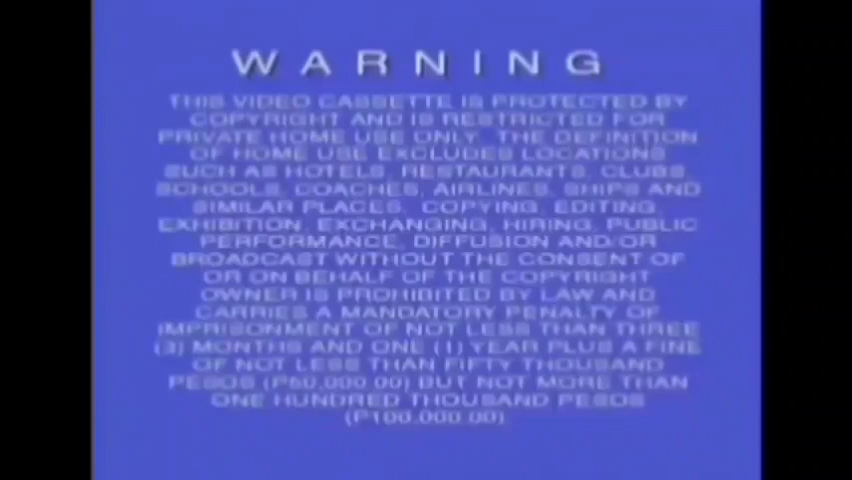 WARNING
THIS VIDEO CASSETTE IS PROTECTED BY
COPYRIGHT AND IS RESTRICTED FOR
PRIVATE HOME USE ONLY. THE DEFINITION
OF HOME USE EXCLUDES LOCATIONS
SUCH AS HOTELS, RESTAURANTS, CLUBS,
SCHOOLS, COACHES, AIRLINES, SHIPS AND
SIMILAR PLACES. COPYING, EDITING,
EXHIBITION, EXCHANGING, HIRING, PUBLIC
PERFORMANCE, DIFFUSION AND/OR
BROADCAST WITHOUT THE CONSENT OF
OR ON BEHALF OF THE COPYRIGHT
OWNER IS PROHIBITED BY LAW AND
CARRIES A MANDATORY PENALTY OF
IMPRISONMENT OF NOT LESS THAN THREE
(3) MONTHS AND ONE (1) YEAR PLUS A FINE
OF NOT LESS THAN FIFTY THOUSAND
PESOS (P50,000.00) BUT NOT MORE THAN
ONE HUNDRED THOUSAND PESOS
(P100,000.00)